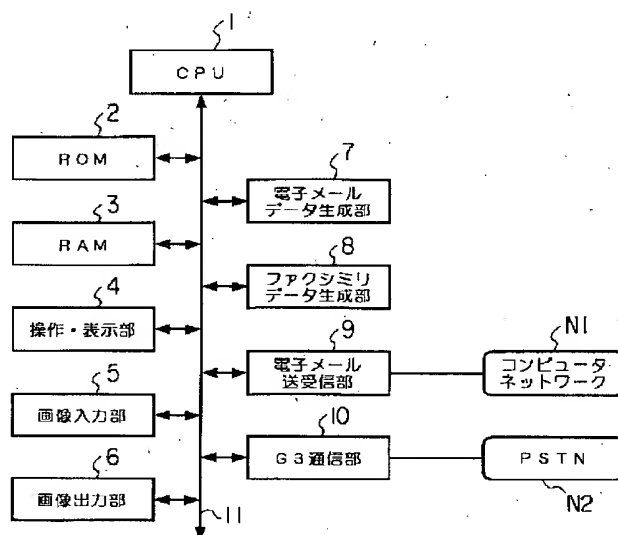 1
CPU
2
ROM
3
RAM
4
操作・表示部
5
画像入力部
6
画像出力部
7
電子メール
データ生成部
8
ファクシミリ
データ生成部
9
電子メール
送受信部
10
G3通信部
N1
コンピュータ
ネットワーク
PSTN
N2
11